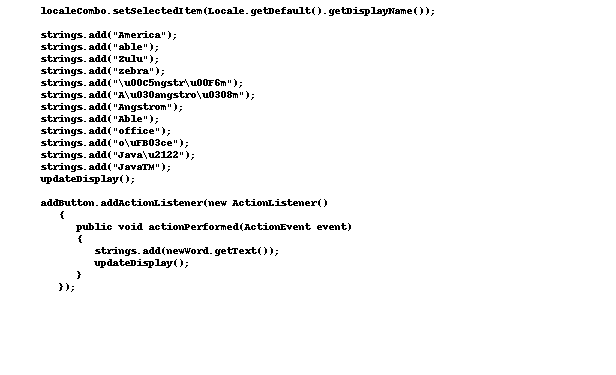 localeCombo.setSelectedItem(Locale.getDefault().getDisplayName());

strings.add("America");
strings.add("able");
strings.add("Zulu");
strings.add("zebra");
strings.add("\u00C5ngstr\u00F6m");
strings.add("A\u030angstro\u0308m");
strings.add("Angstrom");
strings.add("Able");
strings.add("office");
strings.add("o\uFB03ce");
strings.add("Java\u2122");
strings.add("JavaTM");
updateDisplay();

addButton.addActionListener(new ActionListener()
   {
      public void actionPerformed(ActionEvent event)
      {
         strings.add(newWord.getText());
         updateDisplay();
      }
   });